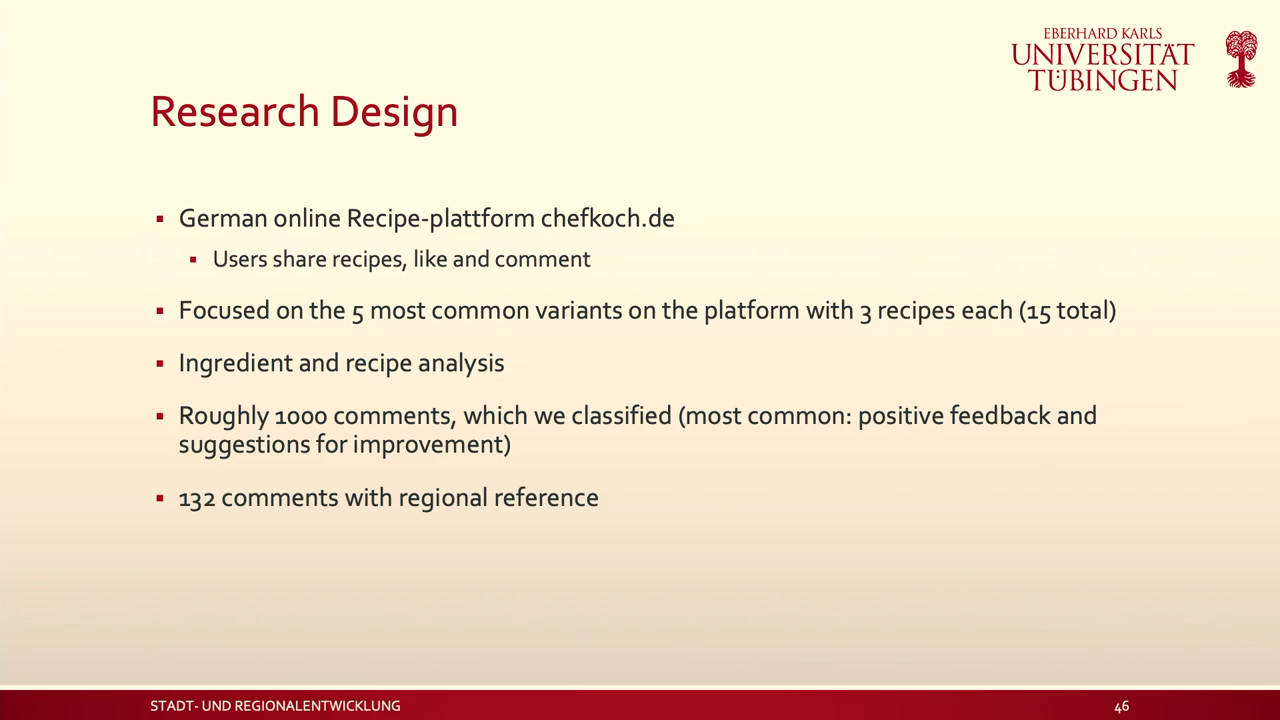 EBERHARD KARLS
UNIVERSITÄT
TÜBINGEN
Research Design
▪ German online Recipe-plattform chefkoch.de
▪ Users share recipes, like and comment
▪ Focused on the 5 most common variants on the platform with 3 recipes each (15 total)
▪ Ingredient and recipe analysis
▪ Roughly 1000 comments, which we classified (most common: positive feedback and
suggestions for improvement)
▪ 132 comments with regional reference
STADT- UND REGIONALENTWICKLUNG
46